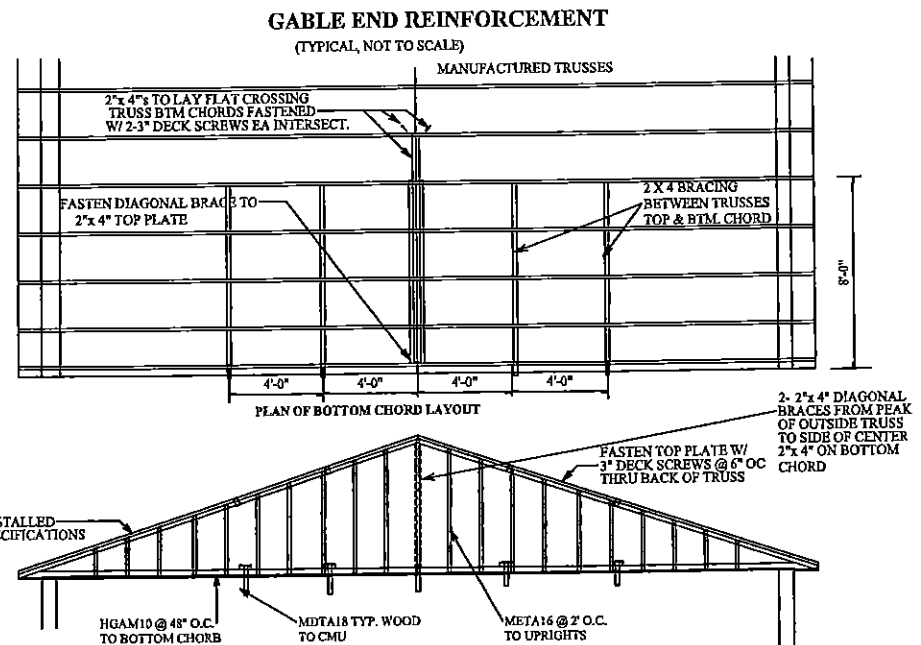 GABLE END REINFORCEMENT
(TYPICAL, NOT TO SCALE)
MANUFACTURED TRUSSES
2"x 4"'s TO LAY FLAT CROSSING
TRUSS BTM CHORDS FASTENED
W/ 2-3" DECK SCREWS EA INTERSECT.
FASTEN DIAGONAL BRACE TO
2"x 4" TOP PLATE
2 X 4 BRACING
BETWEEN TRUSSES
TOP & BTM. CHORD
8'-0"
4'-0"
4'-0"
4'-0"
4'-0"
PLAN OF BOTTOM CHORD LAYOUT
2- 2"x 4" DIAGONAL
BRACES FROM PEAK
OF OUTSIDE TRUSS
TO SIDE OF CENTER
2"x 4" ON BOTTOM
CHORD
FASTEN TOP PLATE W/
3" DECK SCREWS @ 6" OC
THRU BACK OF TRUSS
STALLED
CIFICATIONS
HGAM10 @ 48" O.C.
TO BOTTOM CHORB
MDTA18 TYP. WOOD
TO CMU
META16 @ 2' O.C.
TO UPRIGHTS